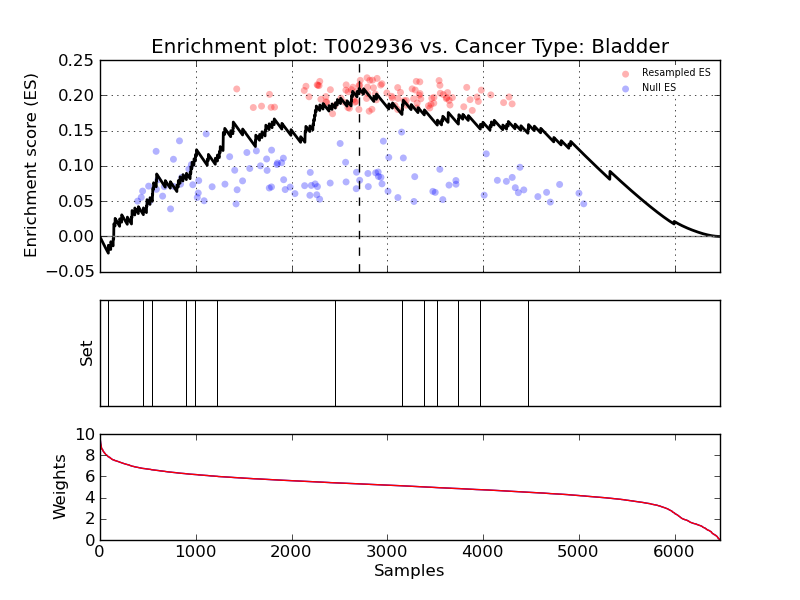 Enrichment plot: T002936 vs. Cancer Type: Bladder
Enrichment score (ES)
0.25
0.20
0.15
0.10
0.05
0.00
−0.05
Resampled ES
Null ES
Set
Weights
10
8
6
4
2
0
0 1000 2000 3000 4000 5000 6000
Samples